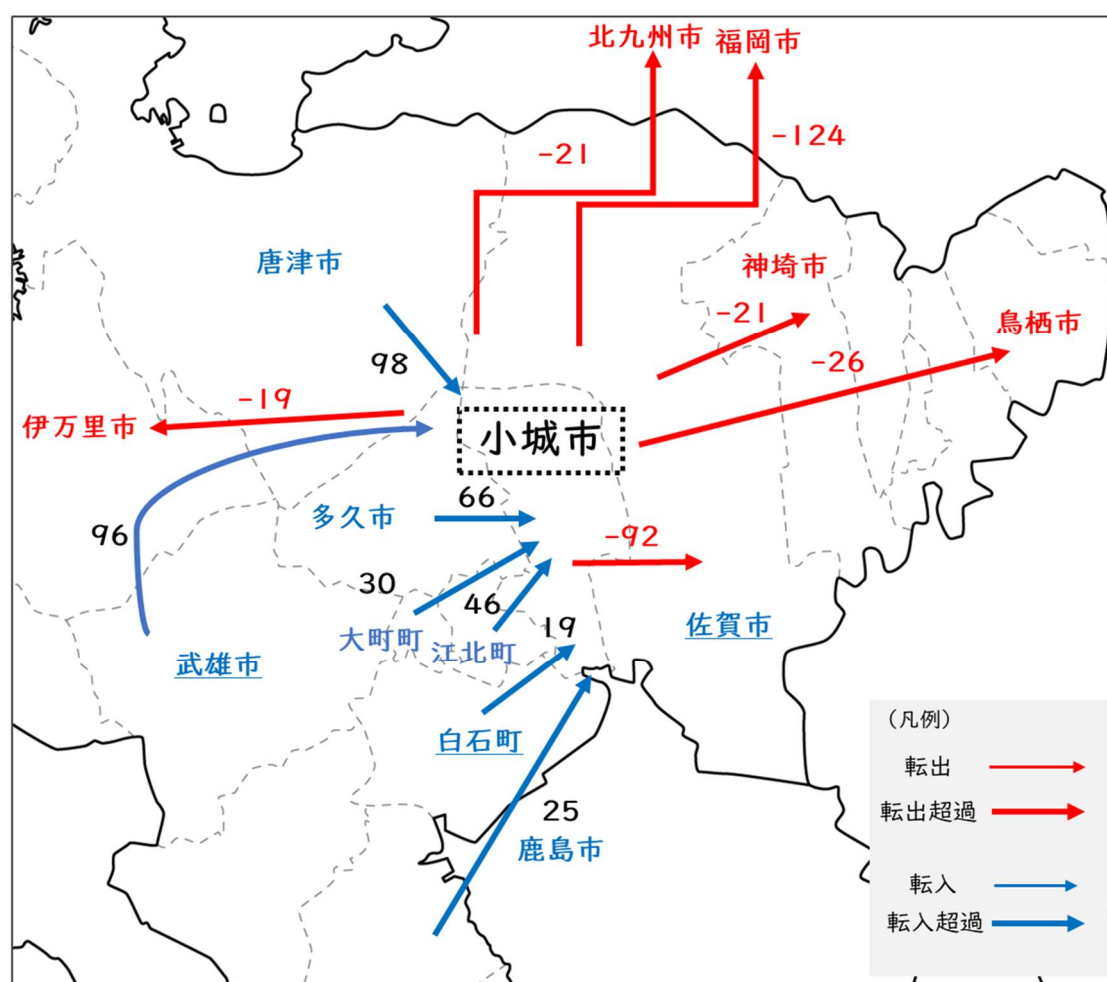 北九州市
福岡市
-21
-124
唐津市
神埼市
-21
鳥栖市
98
-26
-19
伊万里市
小城市
66
多久市
96
-92
30
46
大町町
江北町
19
佐賀市
武雄市
白石町
25
鹿島市
（凡例）
転出
転出超過
転入
転入超過